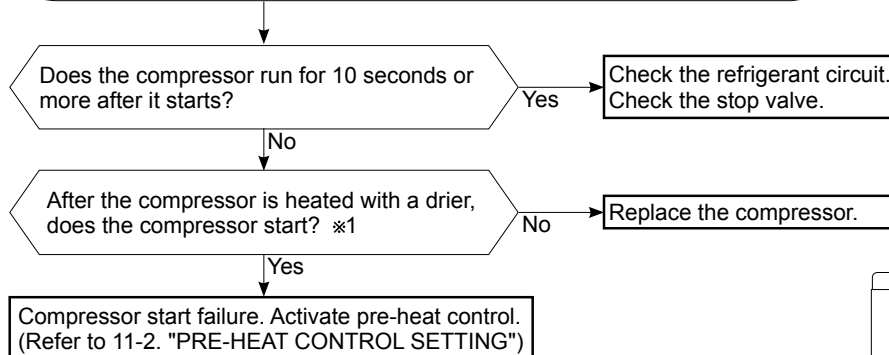 Does the compressor run for 10 seconds or
more after it starts?
Yes
Check the refrigerant circuit.
Check the stop valve.
No
After the compressor is heated with a drier,
does the compressor start? ※1
No
Replace the compressor.
Yes
Compressor start failure. Activate pre-heat control.
(Refer to 11-2. "PRE-HEAT CONTROL SETTING")